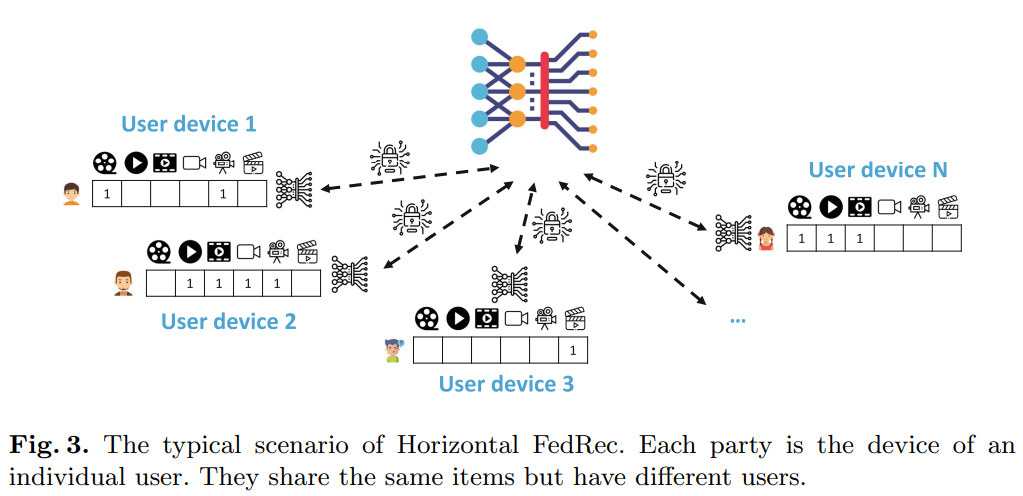 User device 1
1 1
User device N
1 1 1
User device 2
1 1 1 1
...
User device 3
1
Fig. 3. The typical scenario of Horizontal FedRec. Each party is the device of an
individual user. They share the same items but have different users.